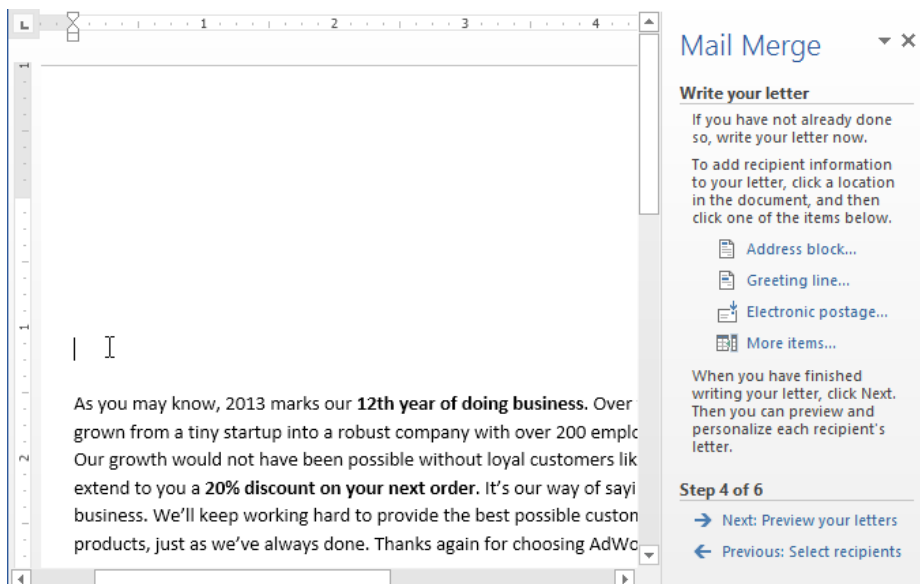 L 1 2 3 4
1
1
2
As you may know, 2013 marks our 12th year of doing business. Over
grown from a tiny startup into a robust company with over 200 emplo
Our growth would not have been possible without loyal customers lik
extend to you a 20% discount on your next order. It’s our way of sayi
business. We’ll keep working hard to provide the best possible custon
products, just as we’ve always done. Thanks again for choosing AdWo
Mail Merge
Write your letter
If you have not already done
so, write your letter now.
To add recipient information
to your letter, click a location
in the document, and then
click one of the items below.
Address block...
Greeting line...
Electronic postage...
More items...
When you have finished
writing your letter, click Next.
Then you can preview and
personalize each recipient's
letter.
Step 4 of 6
Next: Preview your letters
Previous: Select recipients